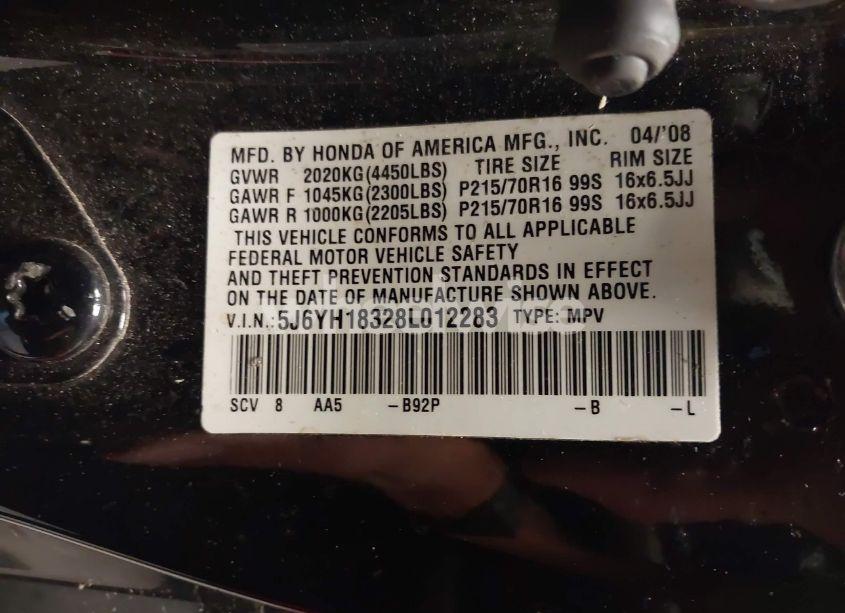 MFD. BY HONDA OF AMERICA MFG., INC. 04/'08
GVWR 2020KG(4450LBS) TIRE SIZE RIM SIZE
GAWR F 1045KG(2300LBS) P215/70R16 99S 16x6.5JJ
GAWR R 1000KG(2205LBS) P215/70R16 99S 16x6.5JJ
THIS VEHICLE CONFORMS TO ALL APPLICABLE
FEDERAL MOTOR VEHICLE SAFETY
AND THEFT PREVENTION STANDARDS IN EFFECT
ON THE DATE OF MANUFACTURE SHOWN ABOVE.
V.I.N.: 5J6YH18328L012283 TYPE: MPV
SCV 8 AA5 -B92P -B -L